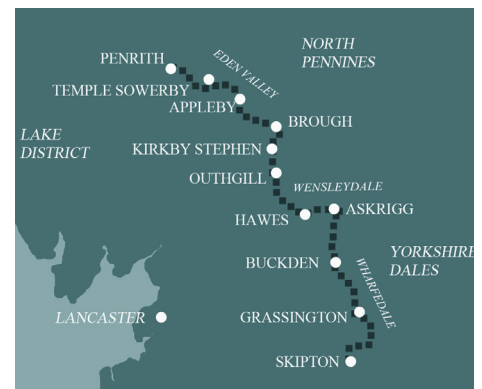 NORTH
PENNINES
PENRITH
EDEN VALLEY
TEMPLE SOWERBY
APPLEBY
BROUGH
LAKE
DISTRICT
KIRKBY STEPHEN
OUTHGILL
WENSLEYDALE
HAWES
ASKRIGG
YORKSHIRE
DALES
BUCKDEN
WHARFEDALE
LANCASTER
GRASSINGTON
SKIPTON